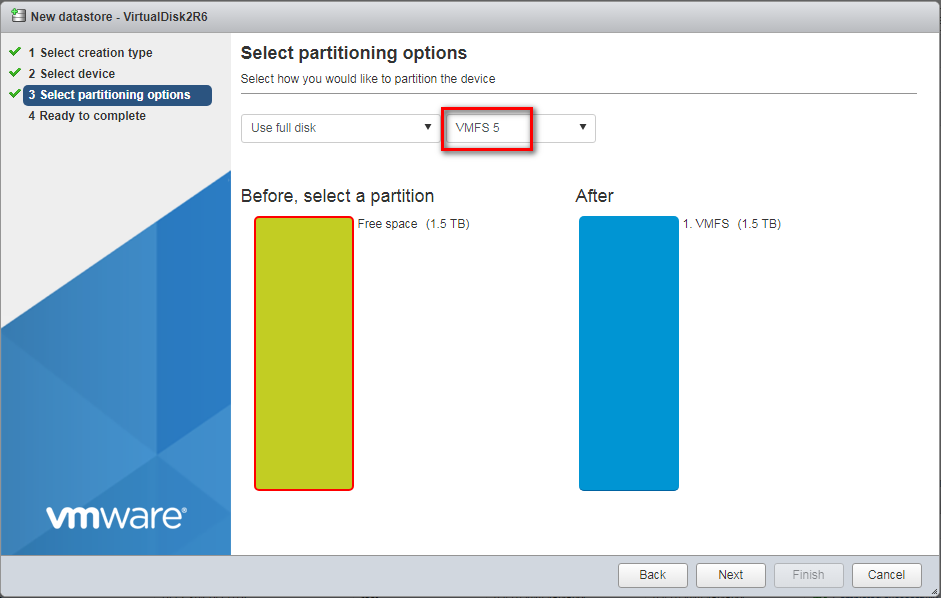 New datastore - VirtualDisk2R6
1 Select creation type
2 Select device
3 Select partitioning options
4 Ready to complete
Select partitioning options
Select how you would like to partition the device
Use full disk
VMFS 5
Before, select a partition
After
Free space (1.5 TB)
1. VMFS (1.5 TB)
vmware®
Back
Next
Finish
Cancel